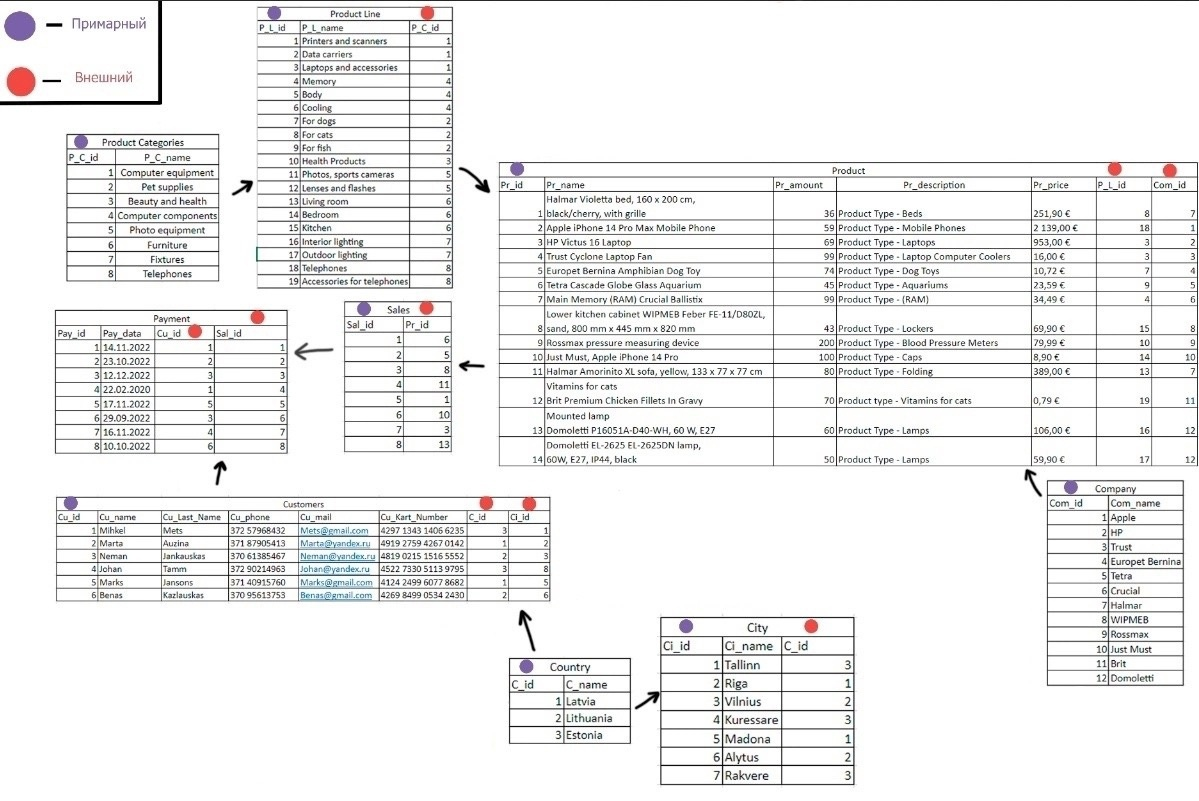 Примарный
Внешний
Product Line
P_L_id P_L_name P_C_id
1 Printers and scanners 1
2 Data carriers 1
3 Laptops and accessories 1
4 Memory 4
5 Body 4
6 Cooling 4
7 For dogs 2
8 For cats 2
9 For fish 2
10 Health Products 3
11 Photos, sports cameras 5
12 Lenses and flashes 5
13 Living room 6
14 Bedroom 6
15 Kitchen 6
16 Interior lighting 7
17 Outdoor lighting 7
18 Telephones 8
19 Accessories for telephones 8
Product Categories
P_C_id P_C_name
1 Computer equipment
2 Pet supplies
3 Beauty and health
4 Computer components
5 Photo equipment
6 Furniture
7 Fixtures
8 Telephones
Product
Pr_id Pr_name Pr_amount Pr_description Pr_price P_L_id Com_id
Halmar Violetta bed, 160 x 200 cm,
1 black/cherry, with grille 36 Product Type - Beds 251,90 € 8 7
2 Apple iPhone 14 Pro Max Mobile Phone 59 Product Type - Mobile Phones 2 139,00 € 18 1
3 HP Victus 16 Laptop 69 Product Type - Laptops 953,00 € 3 2
4 Trust Cyclone Laptop Fan 99 Product Type - Laptop Computer Coolers 16,00 € 3 3
5 Europet Bernina Amphibian Dog Toy 74 Product Type - Dog Toys 10,72 € 7 4
6 Tetra Cascade Globe Glass Aquarium 45 Product Type - Aquariums 23,59 € 9 5
7 Main Memory (RAM) Crucial Ballistix 99 Product Type - (RAM) 34,49 € 4 6
Lower kitchen cabinet WIPMEB Feber FE-11/D80ZL,
8 sand, 800 mm x 445 mm x 820 mm 43 Product Type - Lockers 69,90 € 15 8
9 Rossmax pressure measuring device 200 Product Type - Blood Pressure Meters 79,99 € 10 9
10 Just Must, Apple iPhone 14 Pro 100 Product Type - Caps 8,90 € 14 10
11 Halmar Amorinito XL sofa, yellow, 133 x 77 x 77 cm 80 Product Type - Folding 389,00 € 13 7
Vitamins for cats
12 Brit Premium Chicken Fillets In Gravy 70 Product type - Vitamins for cats 0,79 € 19 11
Mounted lamp
13 Domoletti P16051A-D40-WH, 60 W, E27 60 Product Type - Lamps 106,00 € 16 12
Domoletti EL-2625 EL-2625DN lamp,
14 60W, E27, IP44, black 50 Product Type - Lamps 59,90 € 17 12
Payment
Pay_id Pay_data Cu_id Sal_id
1 14.11.2022 1 1
2 23.10.2022 2 2
3 12.12.2022 3 3
4 22.02.2020 1 4
5 17.11.2022 5 5
6 29.09.2022 3 6
7 16.11.2022 4 7
8 10.10.2022 6 8
Sales
Sal_id Pr_id
1 6
2 5
3 8
4 11
5 1
6 10
7 3
8 13
Customers
Cu_id Cu_name Cu_Last_Name Cu_phone Cu_mail Cu_Kart_Number C_id Ci_id
1 Mihkel Mets 372 57968432 Mets@gmail.com 4297 1343 1406 6235 3 1
2 Marta Auzina 371 87905413 Marta@yandex.ru 4919 2759 4267 0142 1 2
3 Neman Jankauskas 370 61385467 Neman@yandex.ru 4819 0215 1516 5552 2 3
4 Johan Tamm 372 90214963 Johan@yandex.ru 4522 7330 5113 9795 3 8
5 Marks Jansons 371 40915760 Marks@gmail.com 4124 2499 6077 8682 1 5
6 Benas Kazlauskas 370 95613753 Benas@gmail.com 4269 8499 0534 2430 2 6
Company
Com_id Com_name
1 Apple
2 HP
3 Trust
4 Europet Bernina
5 Tetra
6 Crucial
7 Halmar
8 WIPMEB
9 Rossmax
10 Just Must
11 Brit
12 Domoletti
Country
C_id C_name
1 Latvia
2 Lithuania
3 Estonia
City
Ci_id Ci_name C_id
1 Tallinn 3
2 Riga 1
3 Vilnius 2
4 Kuressare 3
5 Madona 1
6 Alytus 2
7 Rakvere 3